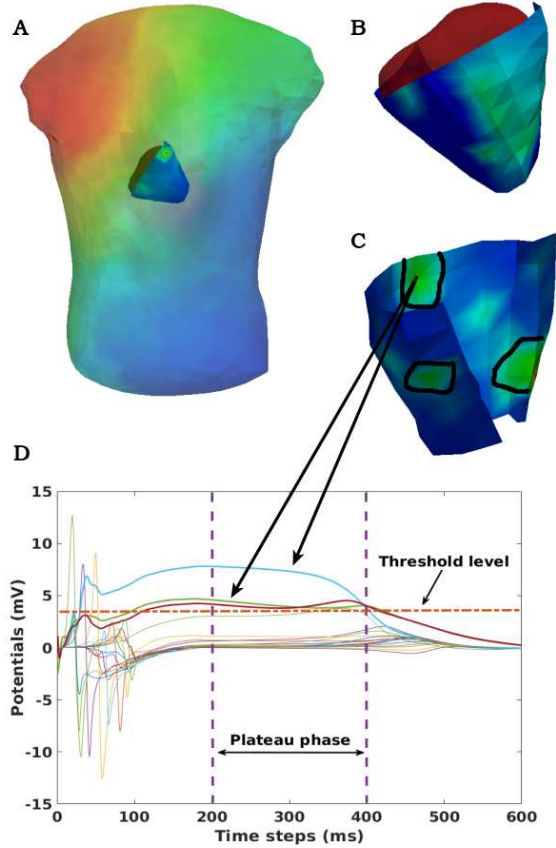 A
B
C
D
15
10
5
0
-5
-10
-15
Potentials (mV)
Threshold level
Plateau phase
0 100 200 300 400 500 600
Time steps (ms)